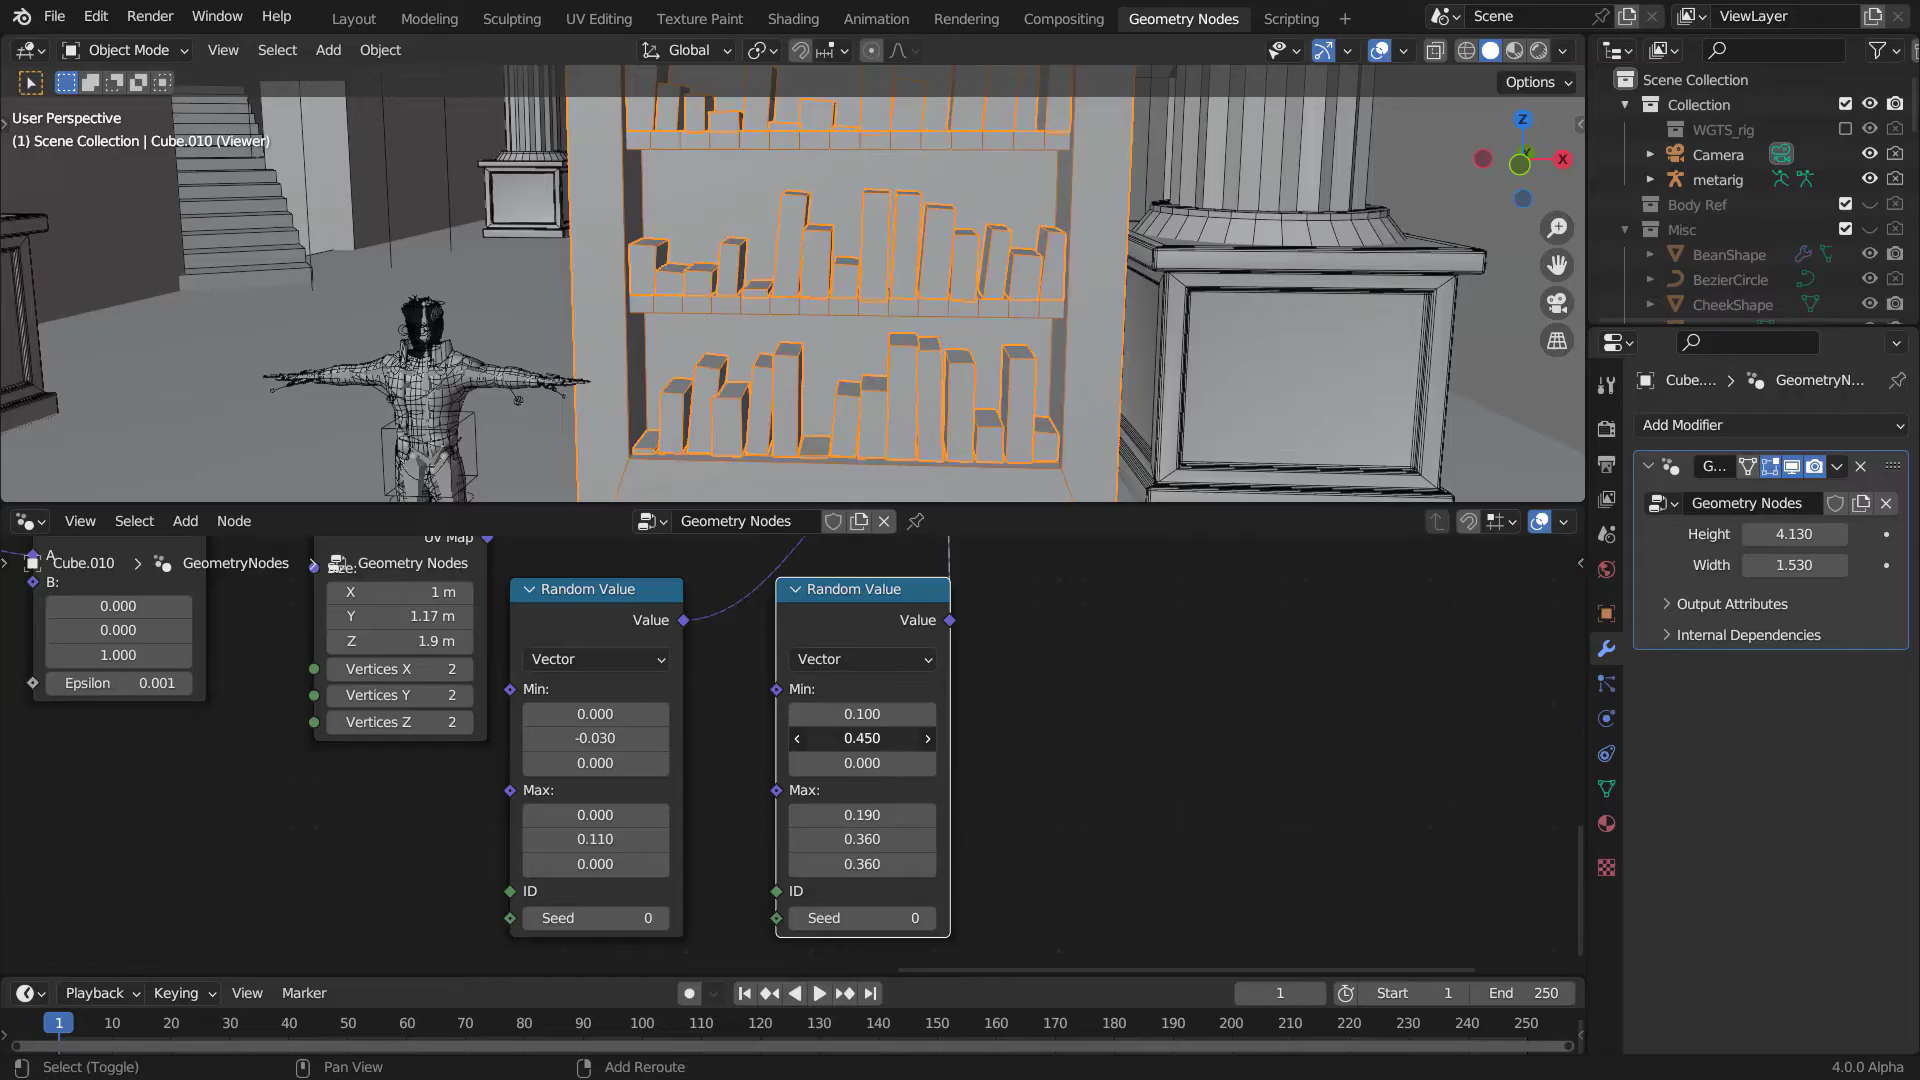 File Edit Render Window Help
Layout Modeling Sculpting UV Editing Texture Paint Shading Animation Rendering Compositing Geometry Nodes Scripting +
Scene ViewLayer
Object Mode View Select Add Object Global
Options
User Perspective
(1) Scene Collection | Cube.010 (Viewer)
Z
X
Scene Collection
Collection
WGTS_rig
Camera
metarig
Body Ref
Misc
BeanShape
BezierCircle
CheekShape
Cube.... > GeometryN...
Add Modifier
G...
Geometry Nodes
Height 4.130
Width 1.530
Output Attributes
Internal Dependencies
View Select Add Node Geometry Nodes
Cube.010 > GeometryNodes > Geometry Nodes
A
B:
0.000
0.000
1.000
Epsilon 0.001
UV Map
Size:
X 1 m
Y 1.17 m
Z 1.9 m
Vertices X 2
Vertices Y 2
Vertices Z 2
Random Value
Value
Vector
Min:
0.000
-0.030
0.000
Max:
0.000
0.110
0.000
ID
Seed 0
Random Value
Value
Vector
Min:
0.100
0.450
0.000
Max:
0.190
0.360
0.360
ID
Seed 0
Playback Keying View Marker
1 Start 1 End 250
1 10 20 30 40 50 60 70 80 90 100 110 120 130 140 150 160 170 180 190 200 210 220 230 240 250
Select (Toggle) Pan View Add Reroute 4.0.0 Alpha